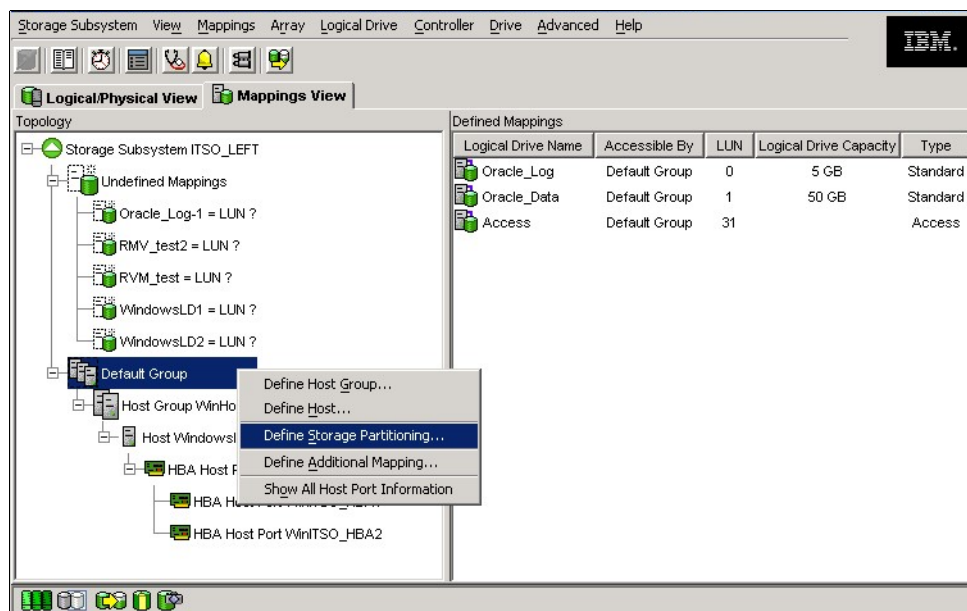 Storage Subsystem View Mappings Array Logical Drive Controller Drive Advanced Help
IBM.
Logical/Physical View Mappings View
Topology
Storage Subsystem ITSO_LEFT
Undefined Mappings
Oracle_Log-1 = LUN ?
RMV_test2 = LUN ?
RVM_test = LUN ?
WindowsLD1 = LUN ?
WindowsLD2 = LUN ?
Default Group
Host Group WinHo
Host WindowsI
HBA Host P
HBA Host Port
HBA Host Port WinITSO_HBA2
Define Host Group...
Define Host...
Define Storage Partitioning...
Define Additional Mapping...
Show All Host Port Information
Defined Mappings
Logical Drive Name Accessible By LUN Logical Drive Capacity Type
Oracle_Log Default Group 0 5 GB Standard
Oracle_Data Default Group 1 50 GB Standard
Access Default Group 31 Access